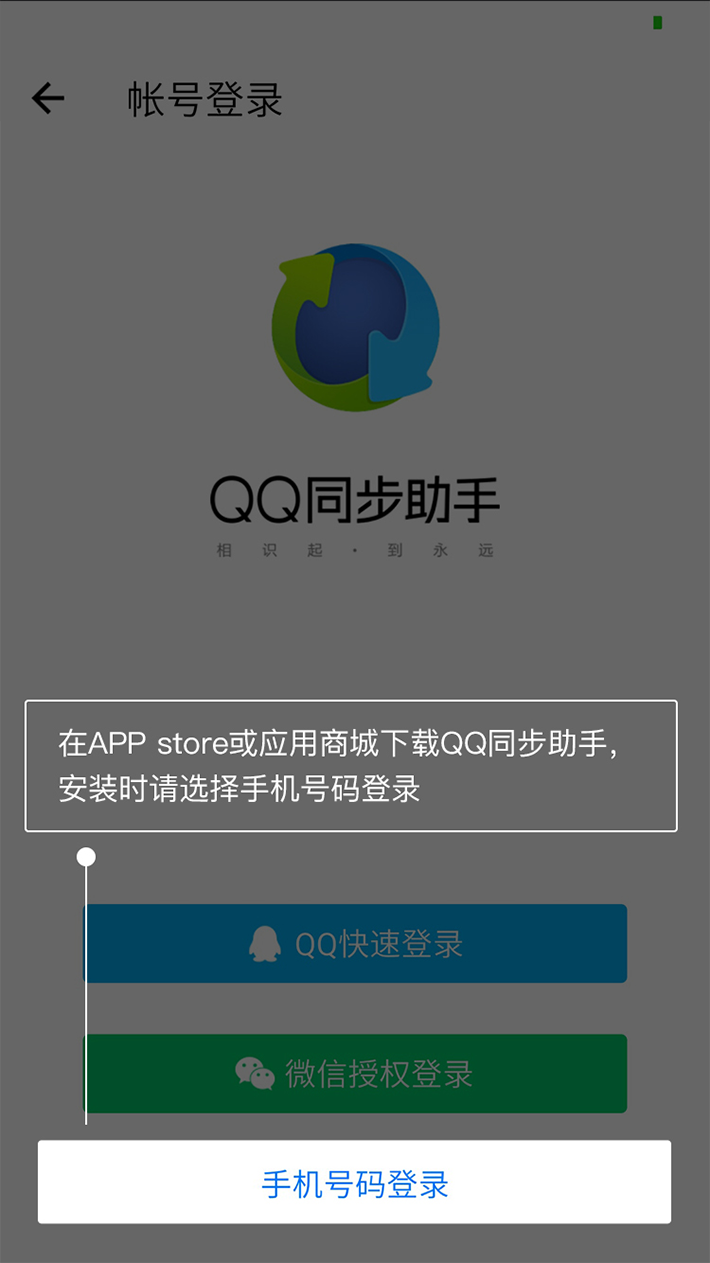 帐号登录
QQ同步助手
相识起·到永远
在APP store或应用商城下载QQ同步助手，
安装时请选择手机号码登录
QQ快速登录
微信授权登录
手机号码登录